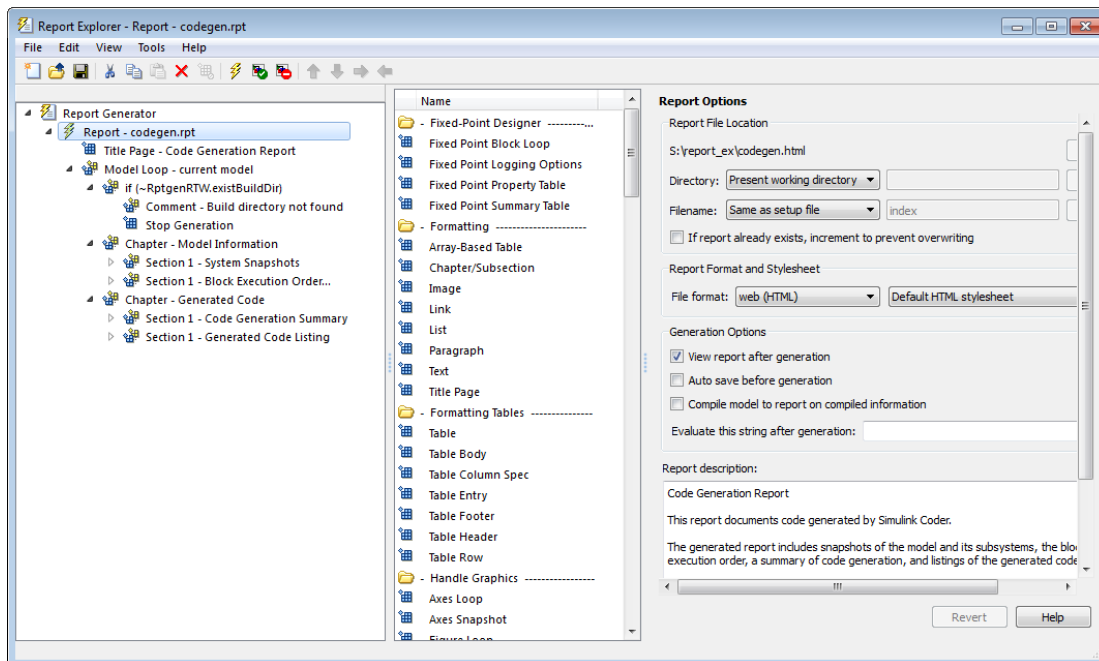 Report Explorer - Report - codegen.rpt
File Edit View Tools Help
Report Generator
Report - codegen.rpt
Title Page - Code Generation Report
Model Loop - current model
if (~RptgenRTW.existBuildDir)
Comment - Build directory not found
Stop Generation
Chapter - Model Information
Section 1 - System Snapshots
Section 1 - Block Execution Order...
Chapter - Generated Code
Section 1 - Code Generation Summary
Section 1 - Generated Code Listing
Name
- Fixed-Point Designer ---------...
Fixed Point Block Loop
Fixed Point Logging Options
Fixed Point Property Table
Fixed Point Summary Table
- Formatting ---------------------
Array-Based Table
Chapter/Subsection
Image
Link
List
Paragraph
Text
Title Page
- Formatting Tables ---------------
Table
Table Body
Table Column Spec
Table Entry
Table Footer
Table Header
Table Row
- Handle Graphics -----------------
Axes Loop
Axes Snapshot
Figure Loop
Report Options
Report File Location
S:\report_ex\codegen.html
Directory: Present working directory
Filename: Same as setup file index
If report already exists, increment to prevent overwriting
Report Format and Stylesheet
File format: web (HTML) Default HTML stylesheet
Generation Options
View report after generation
Auto save before generation
Compile model to report on compiled information
Evaluate this string after generation:
Report description:
Code Generation Report
This report documents code generated by Simulink Coder.
The generated report includes snapshots of the model and its subsystems, the bloc
execution order, a summary of code generation, and listings of the generated code
Revert Help